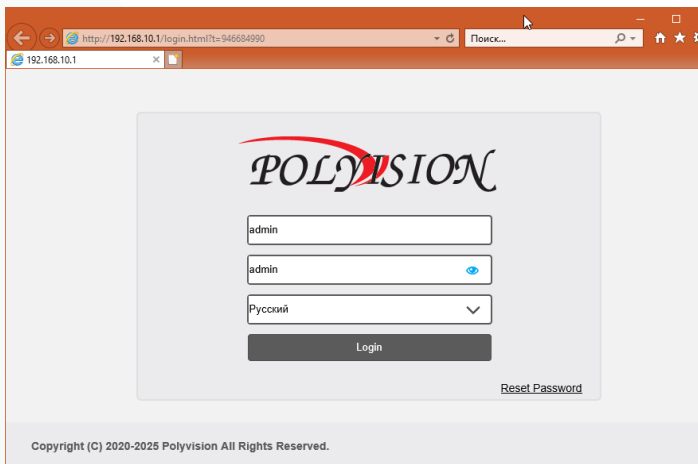 http://192.168.10.1/login.html?t=946684990
Поиск...
192.168.10.1
POLYVISION
admin
admin
Русский
Login
Reset Password
Copyright (C) 2020-2025 Polyvision All Rights Reserved.